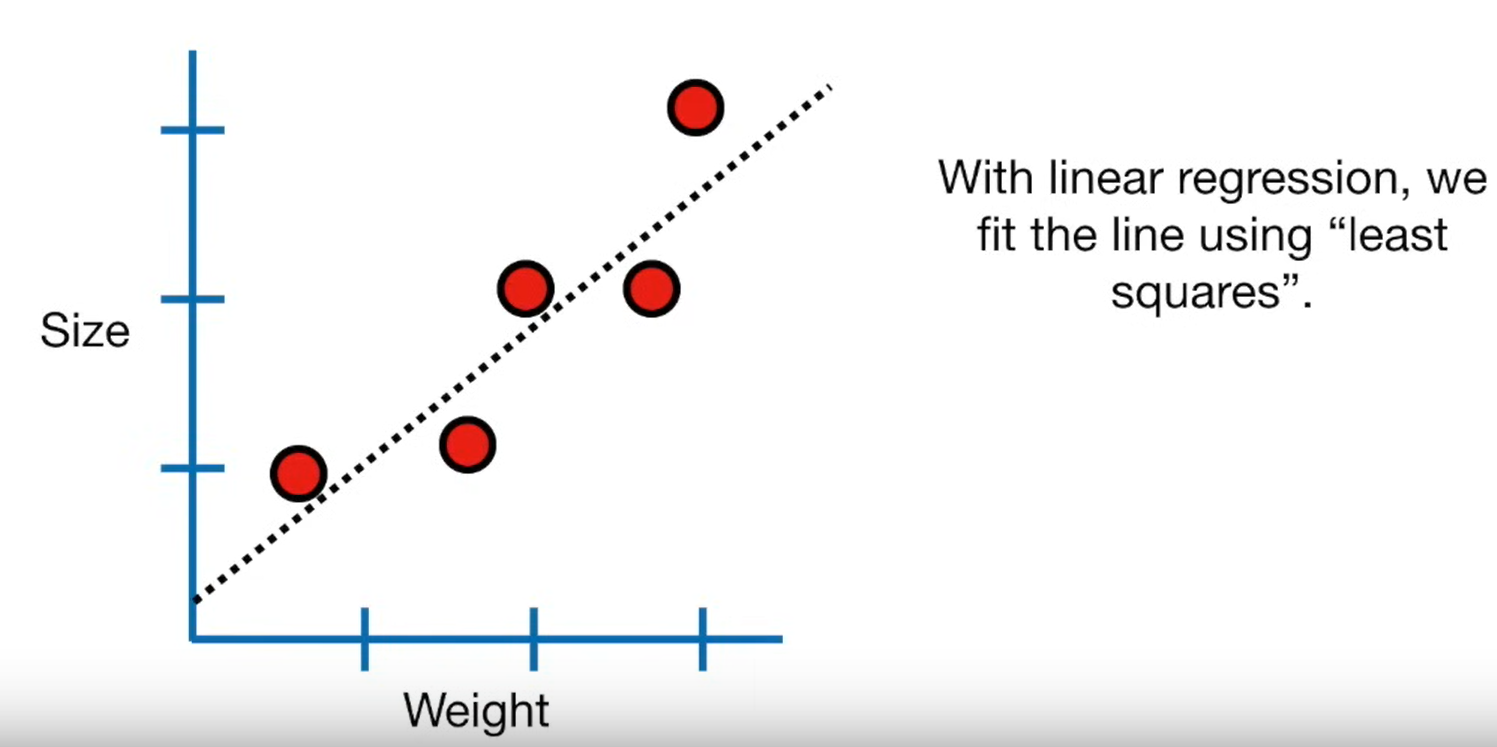 Size
Weight
With linear regression, we
fit the line using “least
squares”.